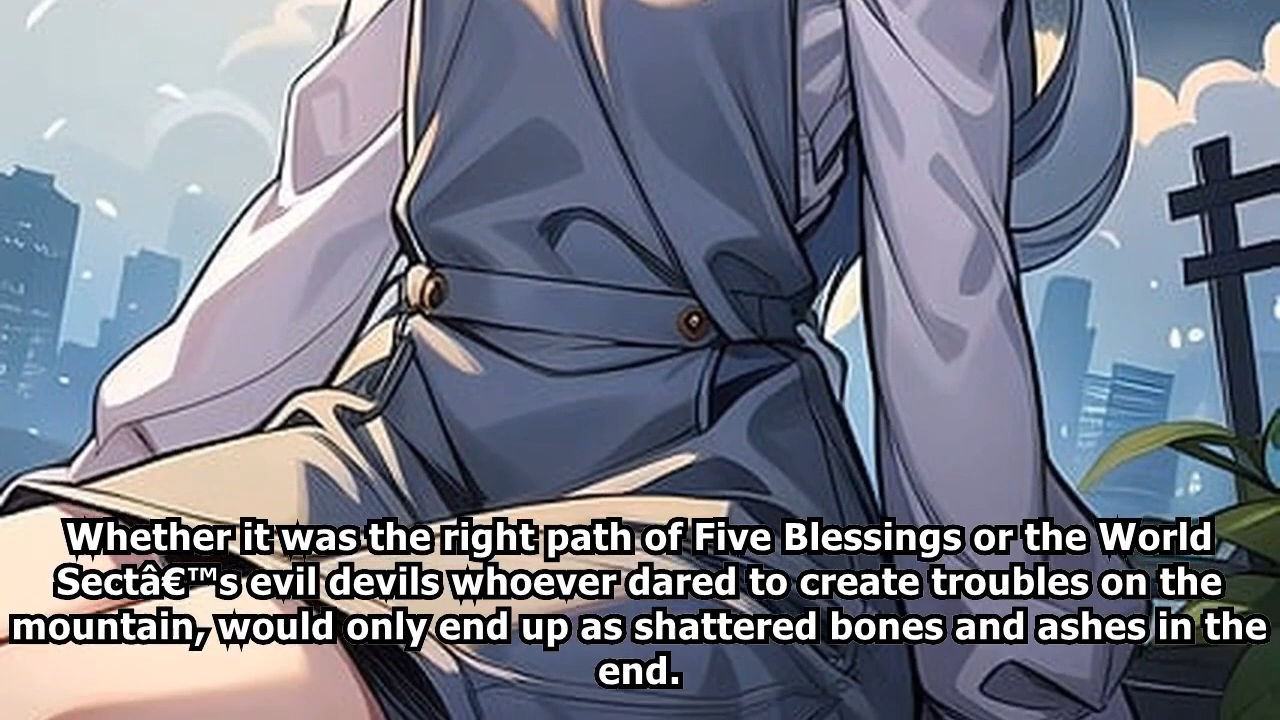 Whether it was the right path of Five Blessings or the World
Sectâ€™s evil devils whoever dared to create troubles on the
mountain, would only end up as shattered bones and ashes in the
end.